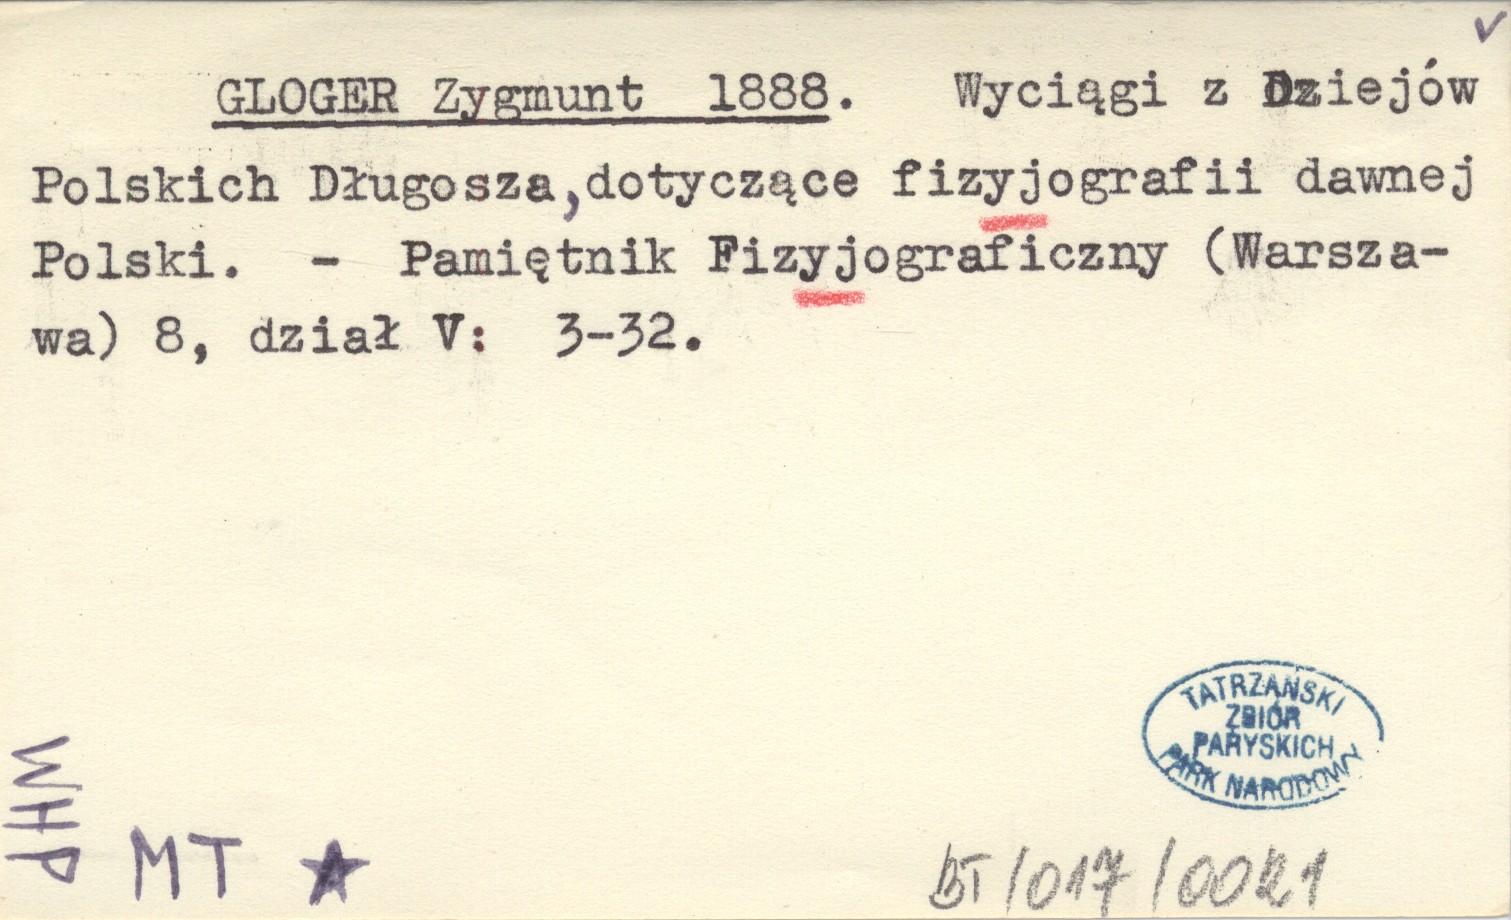 GLOGER Zygmunt 1888. Wyciągi z Dziejów
Polskich Długosza, dotyczące fizyjografii dawnej
Polski. - Pamiętnik Fizyjograficzny (Warsza-
wa) 8, dział V: 3-32.
TATRZAŃSKI
ZBIÓR
PARYSKICH
PARK NARODOWY
WHP
MT
BT/017/0021